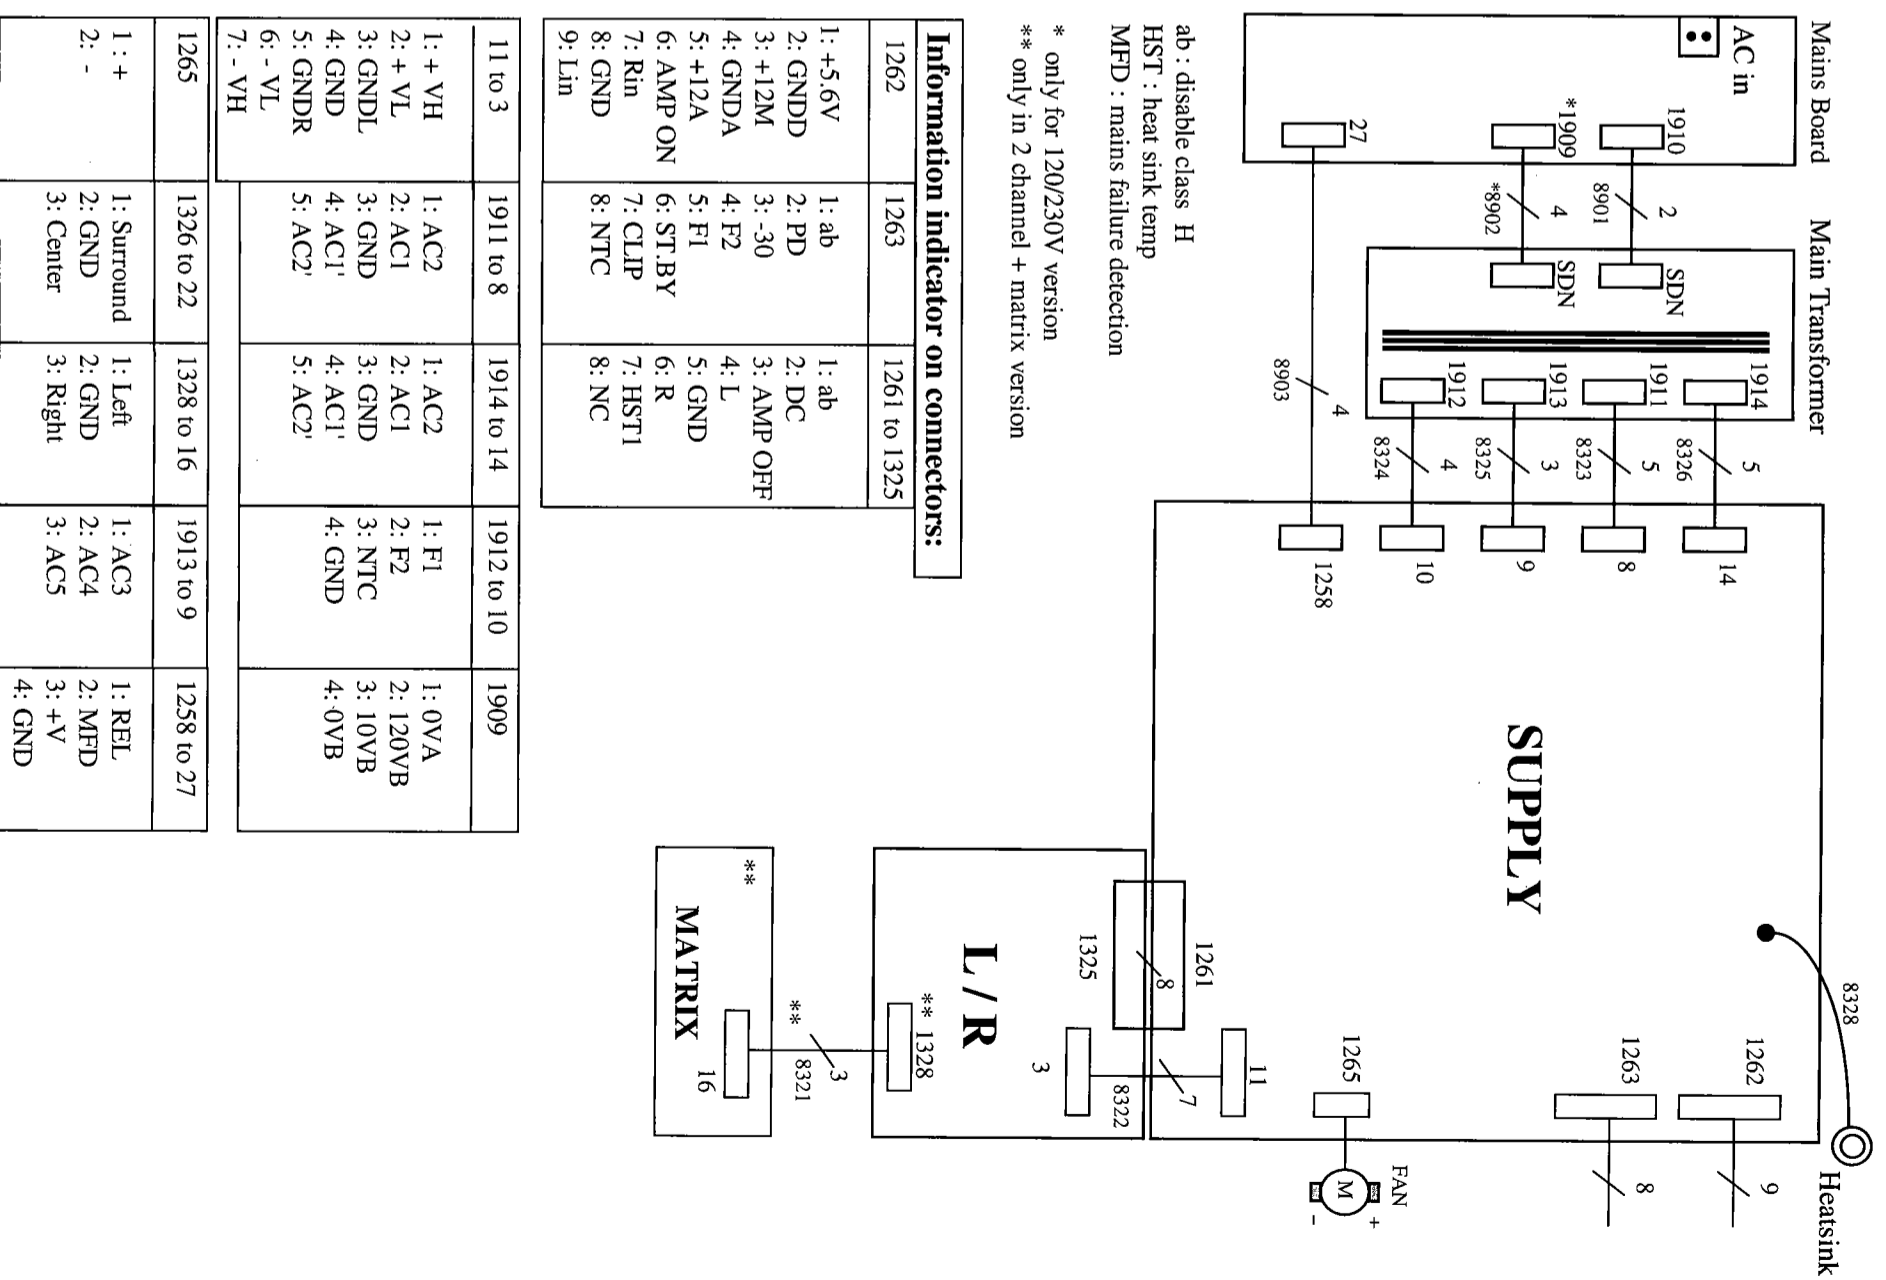 Mains Board
Main Transformer
AC in
1910
*1909
27
2
8901
4
*8902
4
8903
SDN
SDN
1914
1911
1913
1912
5
8326
5
8323
3
8325
4
8324
14
8
9
10
1258
SUPPLY
8328
Heatsink
1262
9
1263
8
1265
FAN
M
+
-
1261
8
1325
11
7
8322
3
L / R
** 1328
3
8321
**
**
MATRIX
16
ab : disable class H
HST : heat sink temp
MFD : mains failure detection
* only for 120/230V version
** only in 2 channel + matrix version
Information indicator on connectors:
1262
1: +5.6V
2: GNDD
3: +12M
4: GNDA
5: +12A
6: AMP ON
7: Rin
8: GND
9: Lin
1263
1: ab
2: PD
3: -30
4: F2
5: F1
6: ST.BY
7: CLIP
8: NTC
1261 to 1325
1: ab
2: DC
3: AMP OFF
4: L
5: GND
6: R
7: HST1
8: NC
11 to 3
1: + VH
2: + VL
3: GNDL
4: GND
5: GNDR
6: - VL
7: - VH
1911 to 8
1: AC2
2: AC1
3: GND
4: AC1'
5: AC2'
1914 to 14
1: AC2
2: AC1
3: GND
4: AC1'
5: AC2'
1912 to 10
1: F1
2: F2
3: NTC
4: GND
1909
1: 0VA
2: 120VB
3: 10VB
4: 0VB
1265
1 : +
2: -
1326 to 22
1: Surround
2: GND
3: Center
1328 to 16
1: Left
2: GND
3: Right
1913 to 9
1: AC3
2: AC4
3: AC5
1258 to 27
1: REL
2: MFD
3: +V
4: GND